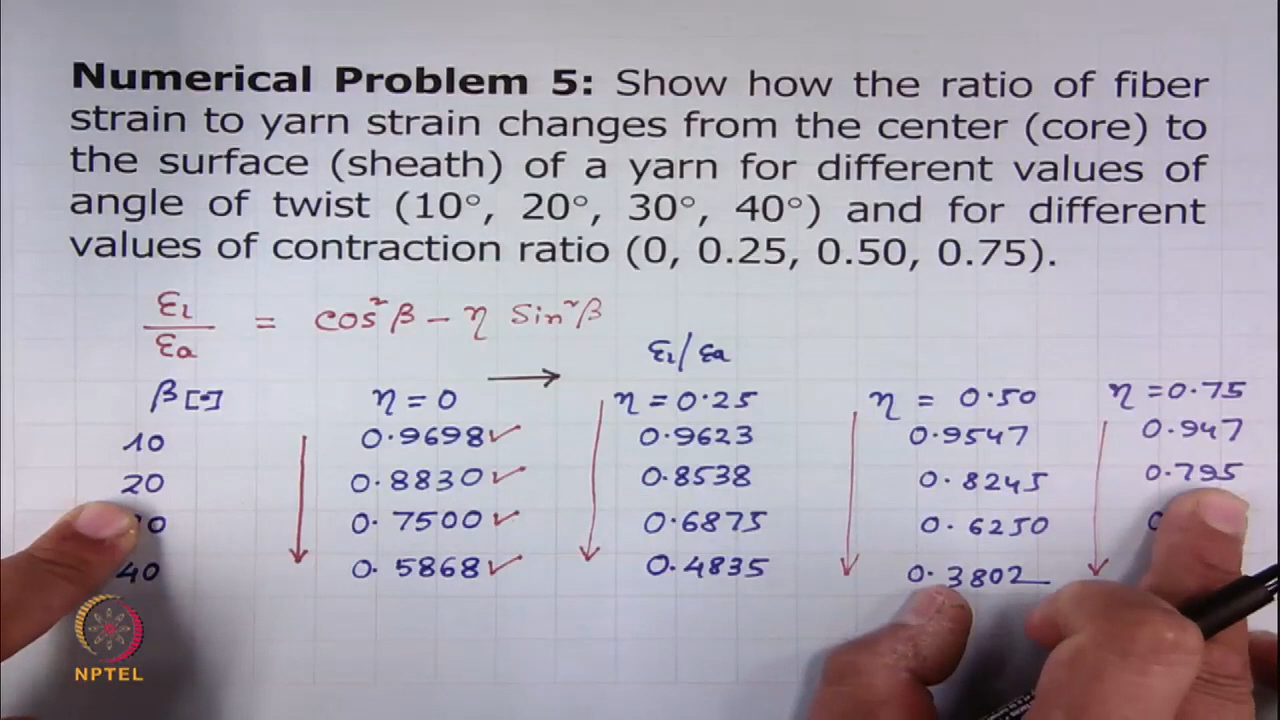 Numerical Problem 5: Show how the ratio of fiber
strain to yarn strain changes from the center (core) to
the surface (sheath) of a yarn for different values of
angle of twist (10°, 20°, 30°, 40°) and for different
values of contraction ratio (0, 0.25, 0.50, 0.75).
εl/εa = cos²β - η sin²β
εl/εa
β[°] η = 0 → η = 0.25 η = 0.50 η = 0.75
10 0.9698✓ 0.9623 0.9547 0.947
20 0.8830✓ 0.8538 0.8245 0.795
0.7500✓ 0.6875 0.6250
40 0.5868✓ 0.4835 0.3802
NPTEL